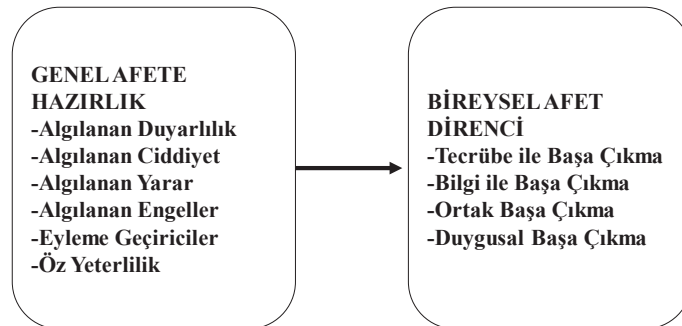 GENEL AFETE
HAZIRLIK
-Algılanan Duyarlılık
-Algılanan Ciddiyet
-Algılanan Yarar
-Algılanan Engeller
-Eyleme Geçiriciler
-Öz Yeterlilik
BİREYSEL AFET
DİRENCİ
-Tecrübe ile Başa Çıkma
-Bilgi ile Başa Çıkma
-Ortak Başa Çıkma
-Duygusal Başa Çıkma